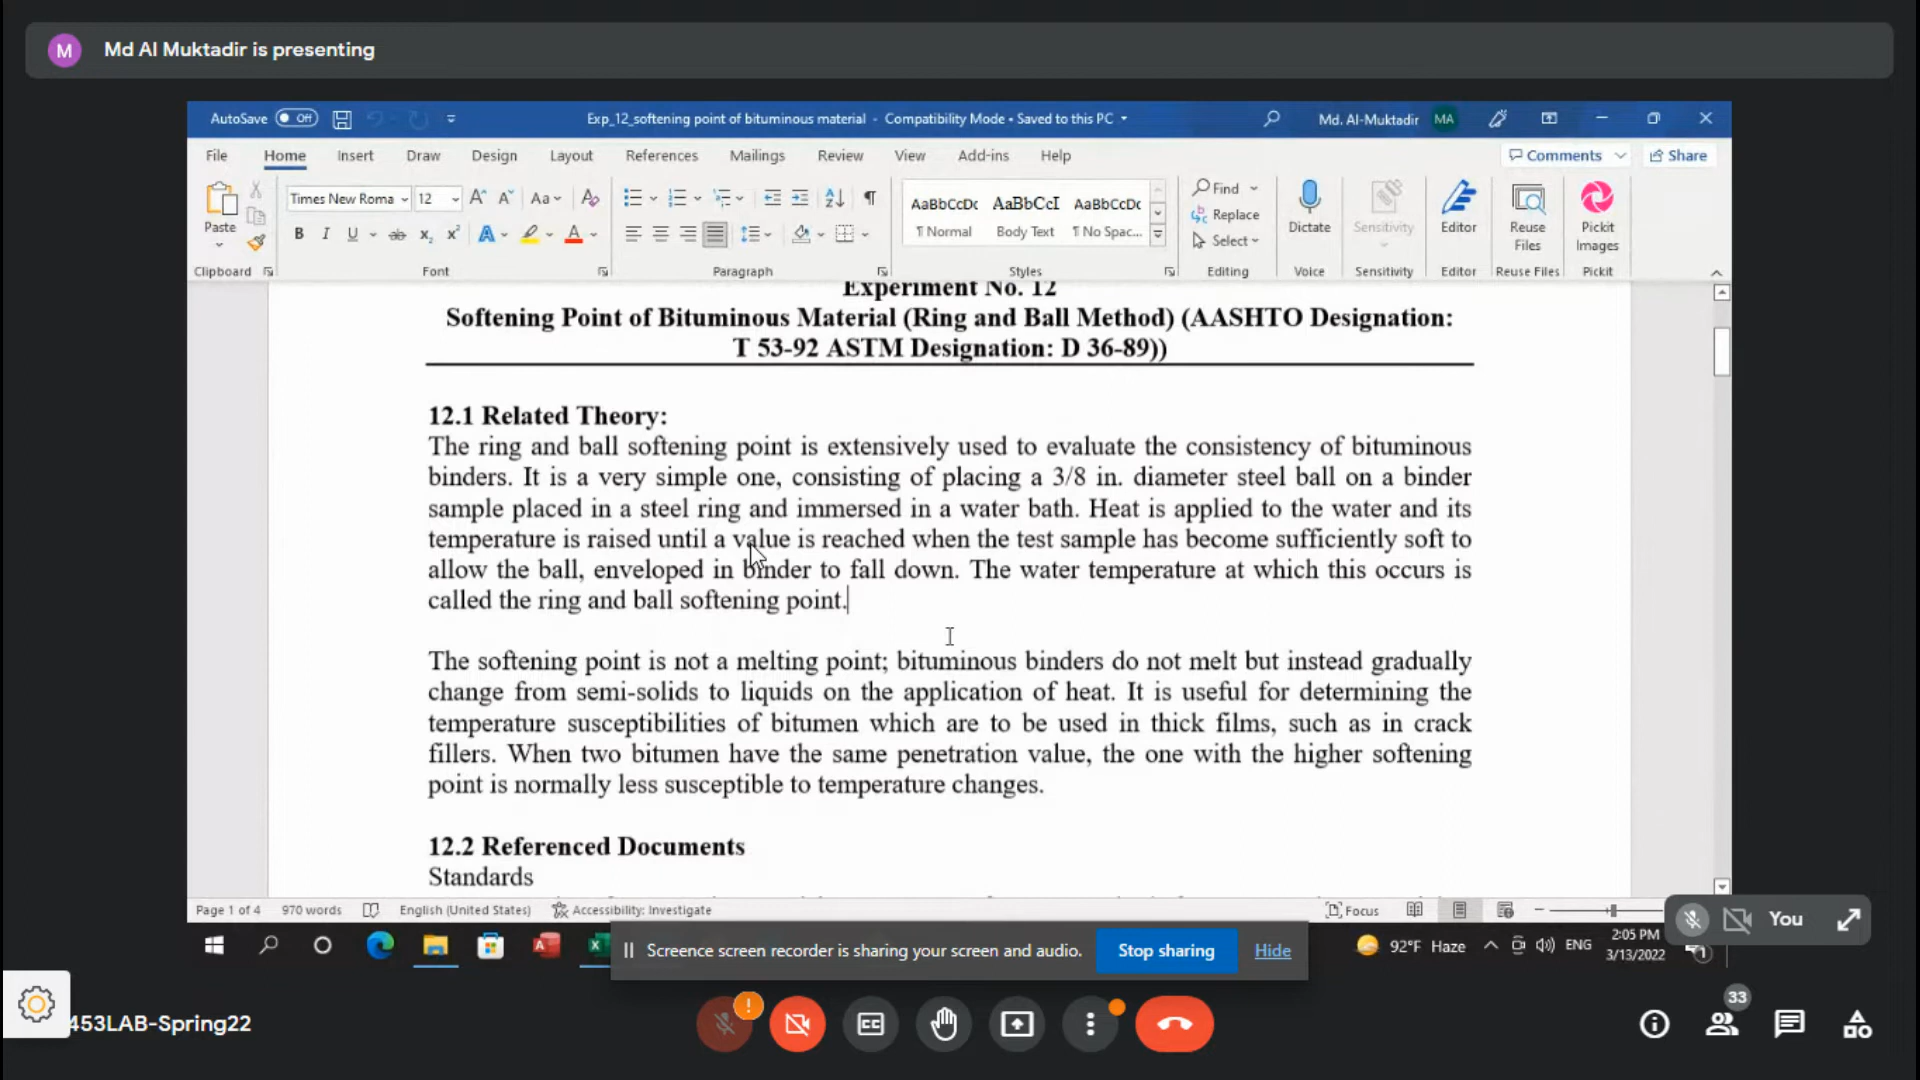 M Md Al Muktadir is presenting
AutoSave Off Exp_12_softening point of bituminous material - Compatibility Mode • Saved to this PC Md. Al-Muktadir MA
File Home Insert Draw Design Layout References Mailings Review View Add-ins Help Comments Share
Times New Roma 12 Aa
AaBbCcDc AaBbCcI AaBbCcDc
¶ Normal Body Text ¶ No Spac...
Paste
Find
Replace
Select
Dictate
Sensitivity
Editor
Reuse Files
Pickit Images
Clipboard Font Paragraph Styles Editing Voice Sensitivity Editor Reuse Files Pickit
Experiment No. 12
Softening Point of Bituminous Material (Ring and Ball Method) (AASHTO Designation:
T 53-92 ASTM Designation: D 36-89))
12.1 Related Theory:
The ring and ball softening point is extensively used to evaluate the consistency of bituminous
binders. It is a very simple one, consisting of placing a 3/8 in. diameter steel ball on a binder
sample placed in a steel ring and immersed in a water bath. Heat is applied to the water and its
temperature is raised until a value is reached when the test sample has become sufficiently soft to
allow the ball, enveloped in binder to fall down. The water temperature at which this occurs is
called the ring and ball softening point.
The softening point is not a melting point; bituminous binders do not melt but instead gradually
change from semi-solids to liquids on the application of heat. It is useful for determining the
temperature susceptibilities of bitumen which are to be used in thick films, such as in crack
fillers. When two bitumen have the same penetration value, the one with the higher softening
point is normally less susceptible to temperature changes.
12.2 Referenced Documents
Standards
Page 1 of 4 970 words English (United States) Accessibility: Investigate Focus
You
Screence screen recorder is sharing your screen and audio. Stop sharing Hide
92°F Haze ENG 2:05 PM
3/13/2022
453LAB-Spring22
33